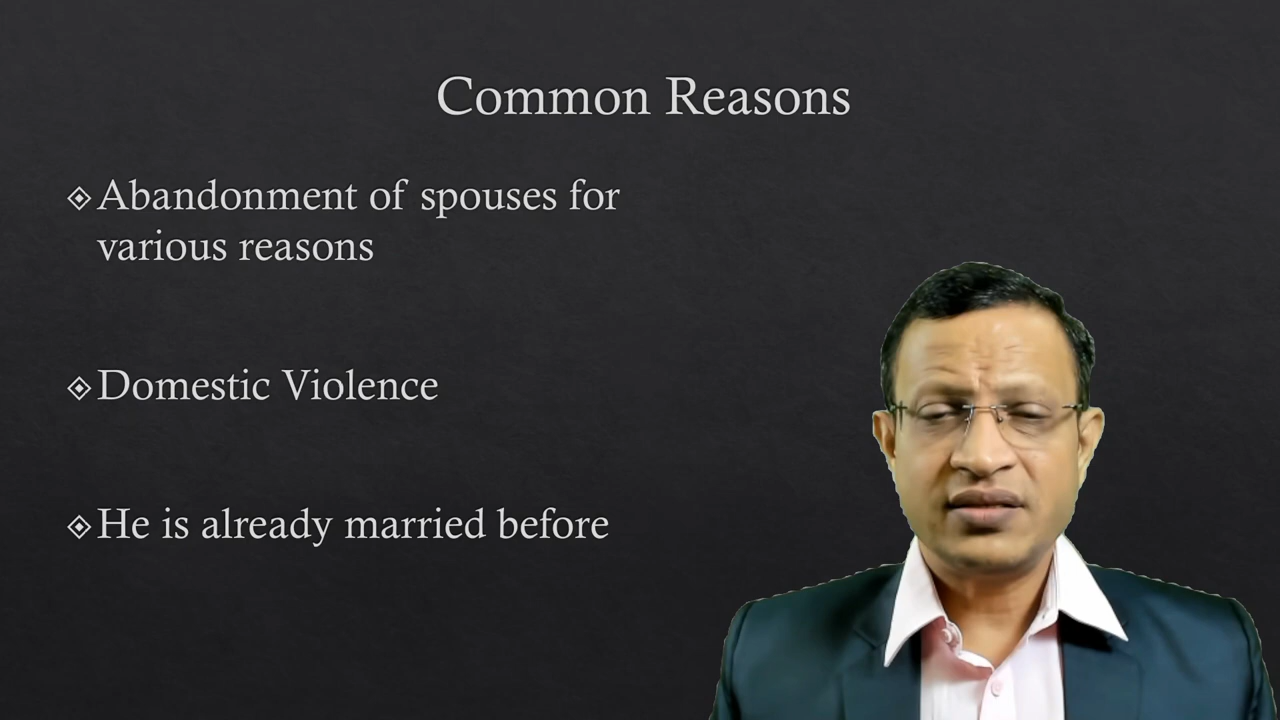 Common Reasons
Abandonment of spouses for
various reasons
Domestic Violence
He is already married before